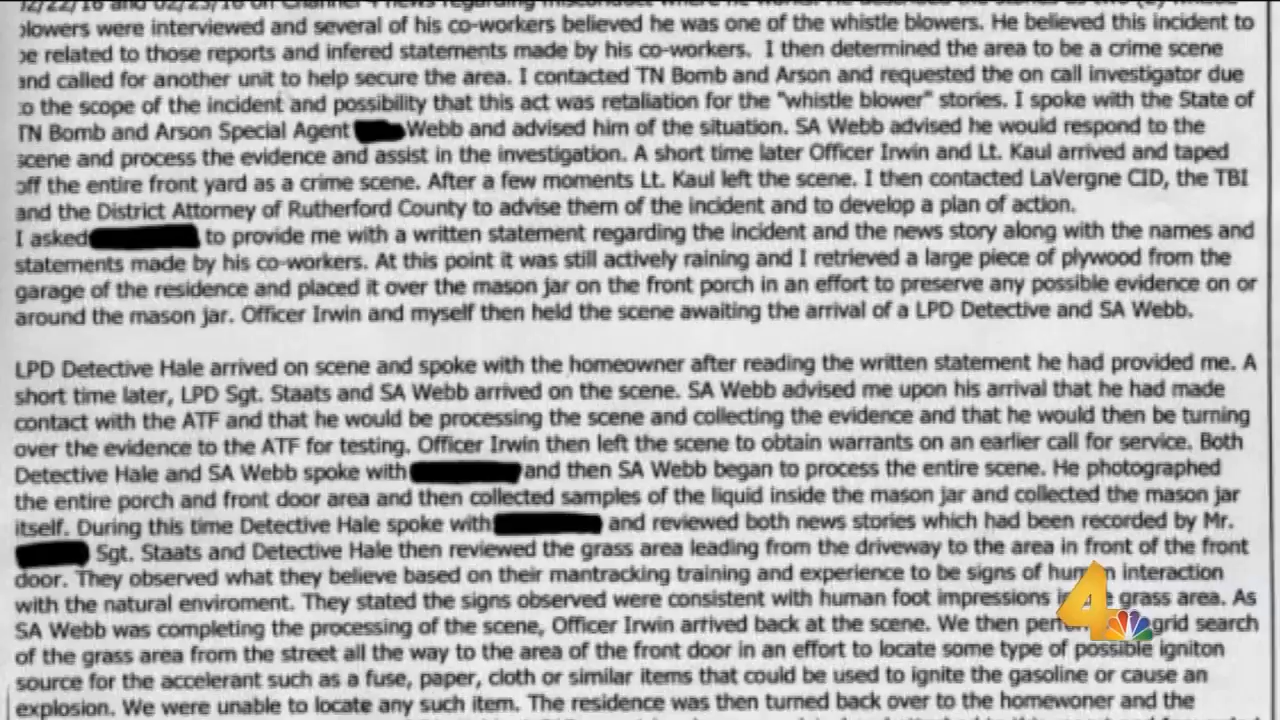 12/22/16 and 02/23/16 on Channel 4 news regarding misconduct where he worked.
blowers were interviewed and several of his co-workers believed he was one of the whistle blowers. He believed this incident to
be related to those reports and infered statements made by his co-workers. I then determined the area to be a crime scene
and called for another unit to help secure the area. I contacted TN Bomb and Arson and requested the on call investigator due
to the scope of the incident and possibility that this act was retaliation for the "whistle blower" stories. I spoke with the State of
TN Bomb and Arson Special Agent Webb and advised him of the situation. SA Webb advised he would respond to the
scene and process the evidence and assist in the investigation. A short time later Officer Irwin and Lt. Kaul arrived and taped
off the entire front yard as a crime scene. After a few moments Lt. Kaul left the scene. I then contacted LaVergne CID, the TBI
and the District Attorney of Rutherford County to advise them of the incident and to develop a plan of action.
I asked to provide me with a written statement regarding the incident and the news story along with the names and
statements made by his co-workers. At this point it was still actively raining and I retrieved a large piece of plywood from the
garage of the residence and placed it over the mason jar on the front porch in an effort to preserve any possible evidence on or
around the mason jar. Officer Irwin and myself then held the scene awaiting the arrival of a LPD Detective and SA Webb.
LPD Detective Hale arrived on scene and spoke with the homeowner after reading the written statement he had provided me. A
short time later, LPD Sgt. Staats and SA Webb arrived on the scene. SA Webb advised me upon his arrival that he had made
contact with the ATF and that he would be processing the scene and collecting the evidence and that he would then be turning
over the evidence to the ATF for testing. Officer Irwin then left the scene to obtain warrants on an earlier call for service. Both
Detective Hale and SA Webb spoke with and then SA Webb began to process the entire scene. He photographed
the entire porch and front door area and then collected samples of the liquid inside the mason jar and collected the mason jar
itself. During this time Detective Hale spoke with and reviewed both news stories which had been recorded by Mr.
Sgt. Staats and Detective Hale then reviewed the grass area leading from the driveway to the area in front of the front
door. They observed what they believe based on their mantracking training and experience to be signs of human interaction
with the natural enviroment. They stated the signs observed were consistent with human foot impressions grass area. As
SA Webb was completing the processing of the scene, Officer Irwin arrived back at the scene. We then grid search
of the grass area from the street all the way to the area of the front door in an effort to locate some type of possible igniton
source for the accelerant such as a fuse, paper, cloth or similar items that could be used to ignite the gasoline or cause an
explosion. We were unable to locate any such item. The residence was then turned back over to the homewoner and the
4